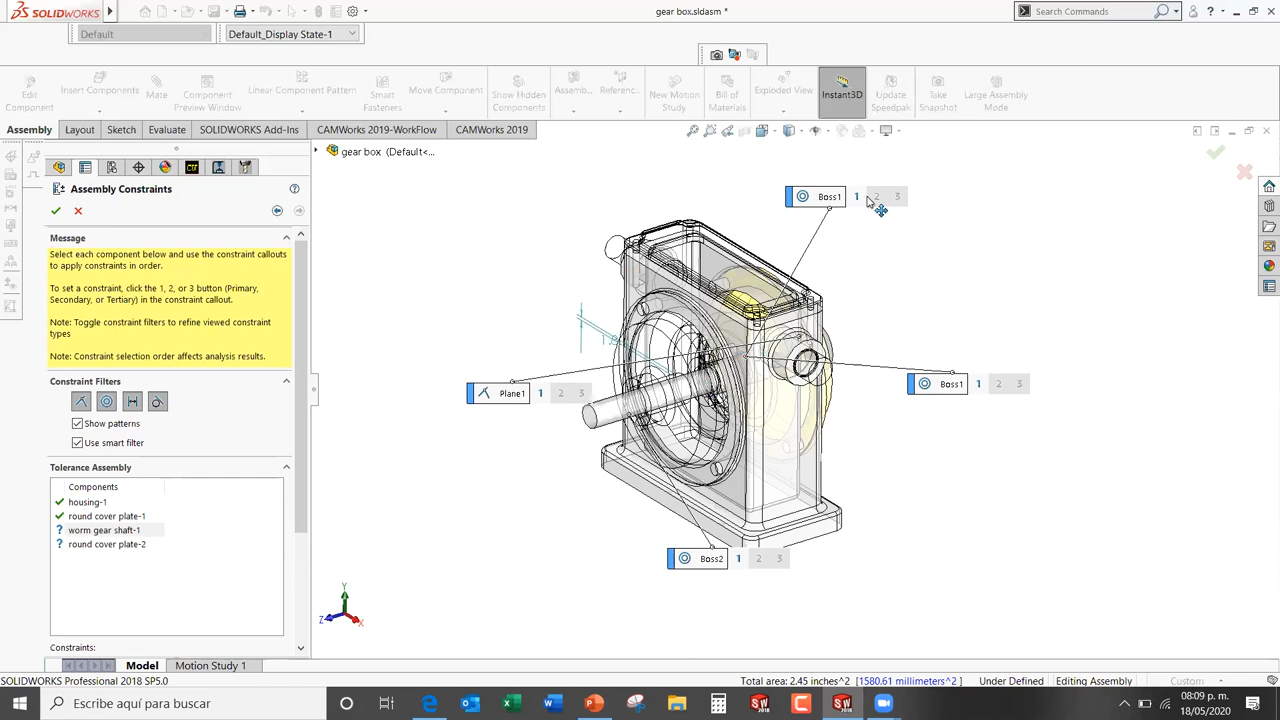 SOLIDWORKS
gear box.sldasm *
Search Commands
?
Default
Default_Display State-1
Edit Component
Insert Components
Mate
Component Preview Window
Linear Component Pattern
Smart Fasteners
Move Component
Show Hidden Components
Assemb...
Referenc...
New Motion Study
Bill of Materials
Exploded View
Instant3D
Update Speedpak
Take Snapshot
Large Assembly Mode
Assembly
Layout
Sketch
Evaluate
SOLIDWORKS Add-Ins
CAMWorks 2019-WorkFlow
CAMWorks 2019
gear box (Default<...
Assembly Constraints
Message
Select each component below and use the constraint callouts
to apply constraints in order.
To set a constraint, click the 1, 2, or 3 button (Primary,
Secondary, or Tertiary) in the constraint callout.
Note: Toggle constraint filters to refine viewed constraint
types
Note: Constraint selection order affects analysis results.
Constraint Filters
Show patterns
Use smart filter
Tolerance Assembly
Components
housing-1
round cover plate-1
? worm gear shaft-1
? round cover plate-2
Constraints:
Boss1 1 2 3
Plane1 1 2 3
Boss1 1 2 3
Boss2 1 2 3
Y
Z
X
Model
Motion Study 1
SOLIDWORKS Professional 2018 SP5.0
Total area: 2.45 inches^2 [1580.61 millimeters^2 ]
Under Defined
Editing Assembly
Custom
Escribe aquí para buscar
08:09 p. m.
18/05/2020